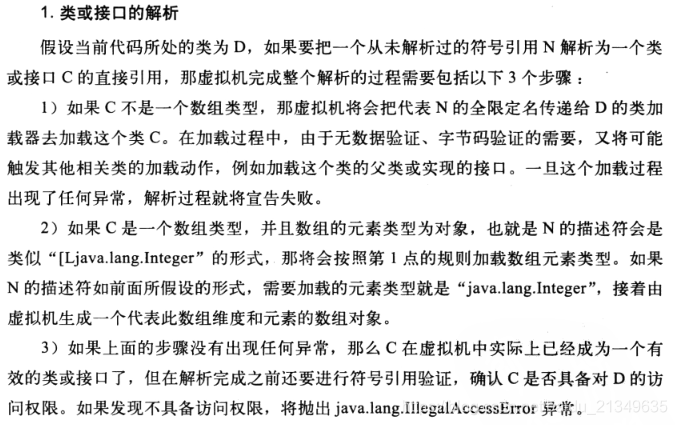 1. 类或接口的解析
假设当前代码所处的类为 D，如果要把一个从未解析过的符号引用 N 解析为一个类
或接口 C 的直接引用，那虚拟机完成整个解析的过程需要包括以下 3 个步骤：
1）如果 C 不是一个数组类型，那虚拟机将会把代表 N 的全限定名传递给 D 的类加
载器去加载这个类 C。在加载过程中，由于无数据验证、字节码验证的需要，又将可能
触发其他相关类的加载动作，例如加载这个类的父类或实现的接口。一旦这个加载过程
出现了任何异常，解析过程就将宣告失败。
2）如果 C 是一个数组类型，并且数组的元素类型为对象，也就是 N 的描述符会是
类似“[Ljava.lang.Integer”的形式，那将会按照第 1 点的规则加载数组元素类型。如果
N 的描述符如前面所假设的形式，需要加载的元素类型就是“java.lang.Integer”，接着由
虚拟机生成一个代表此数组维度和元素的数组对象。
3）如果上面的步骤没有出现任何异常，那么 C 在虚拟机中实际上已经成为一个有
效的类或接口了，但在解析完成之前还要进行符号引用验证，确认 C 是否具备对 D 的访
问权限。如果发现不具备访问权限，将抛出 java.lang.IllegalAccessError 异常。
21349635